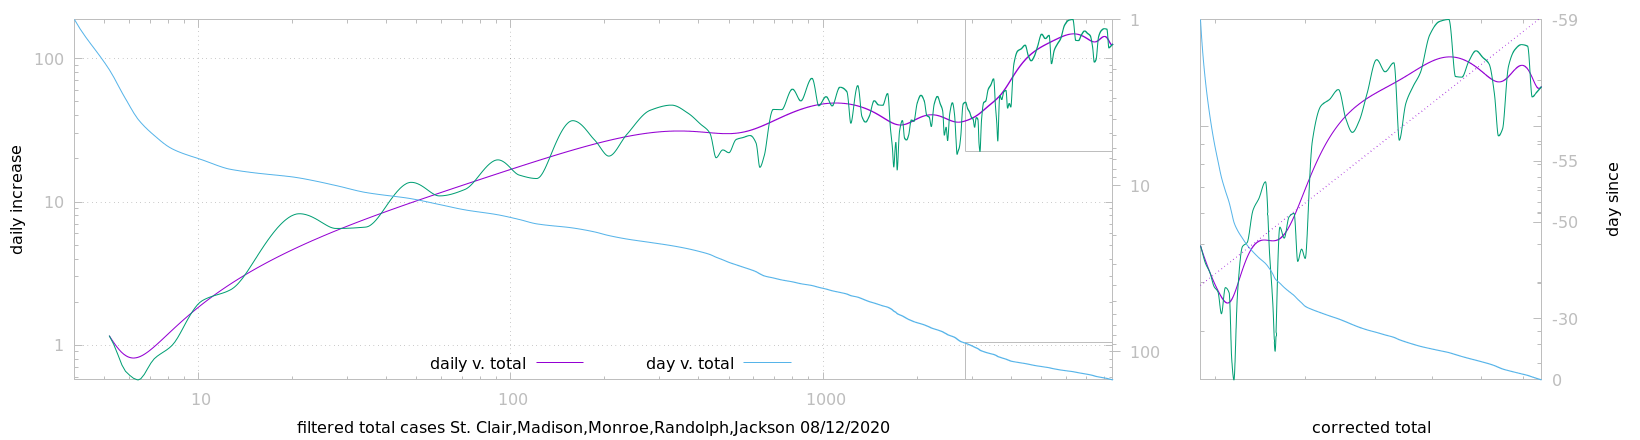 1
-59
100
daily increase
-55
10
day since
10
-50
-30
1
daily v. total
day v. total
100
0
10
100
1000
filtered total cases St. Clair,Madison,Monroe,Randolph,Jackson 08/12/2020
corrected total